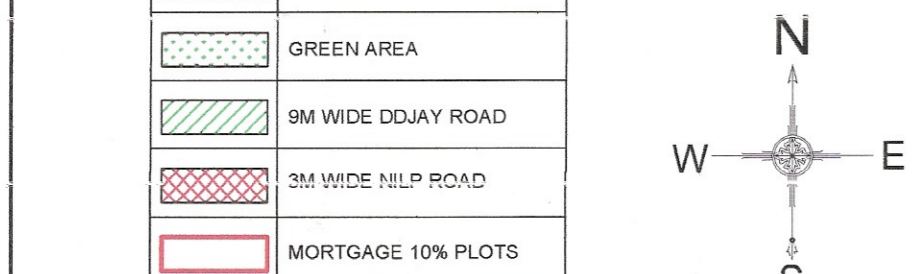 GREEN AREA
9M WIDE DDJAY ROAD
3M WIDE NILP ROAD
MORTGAGE 10% PLOTS
N
W E
S